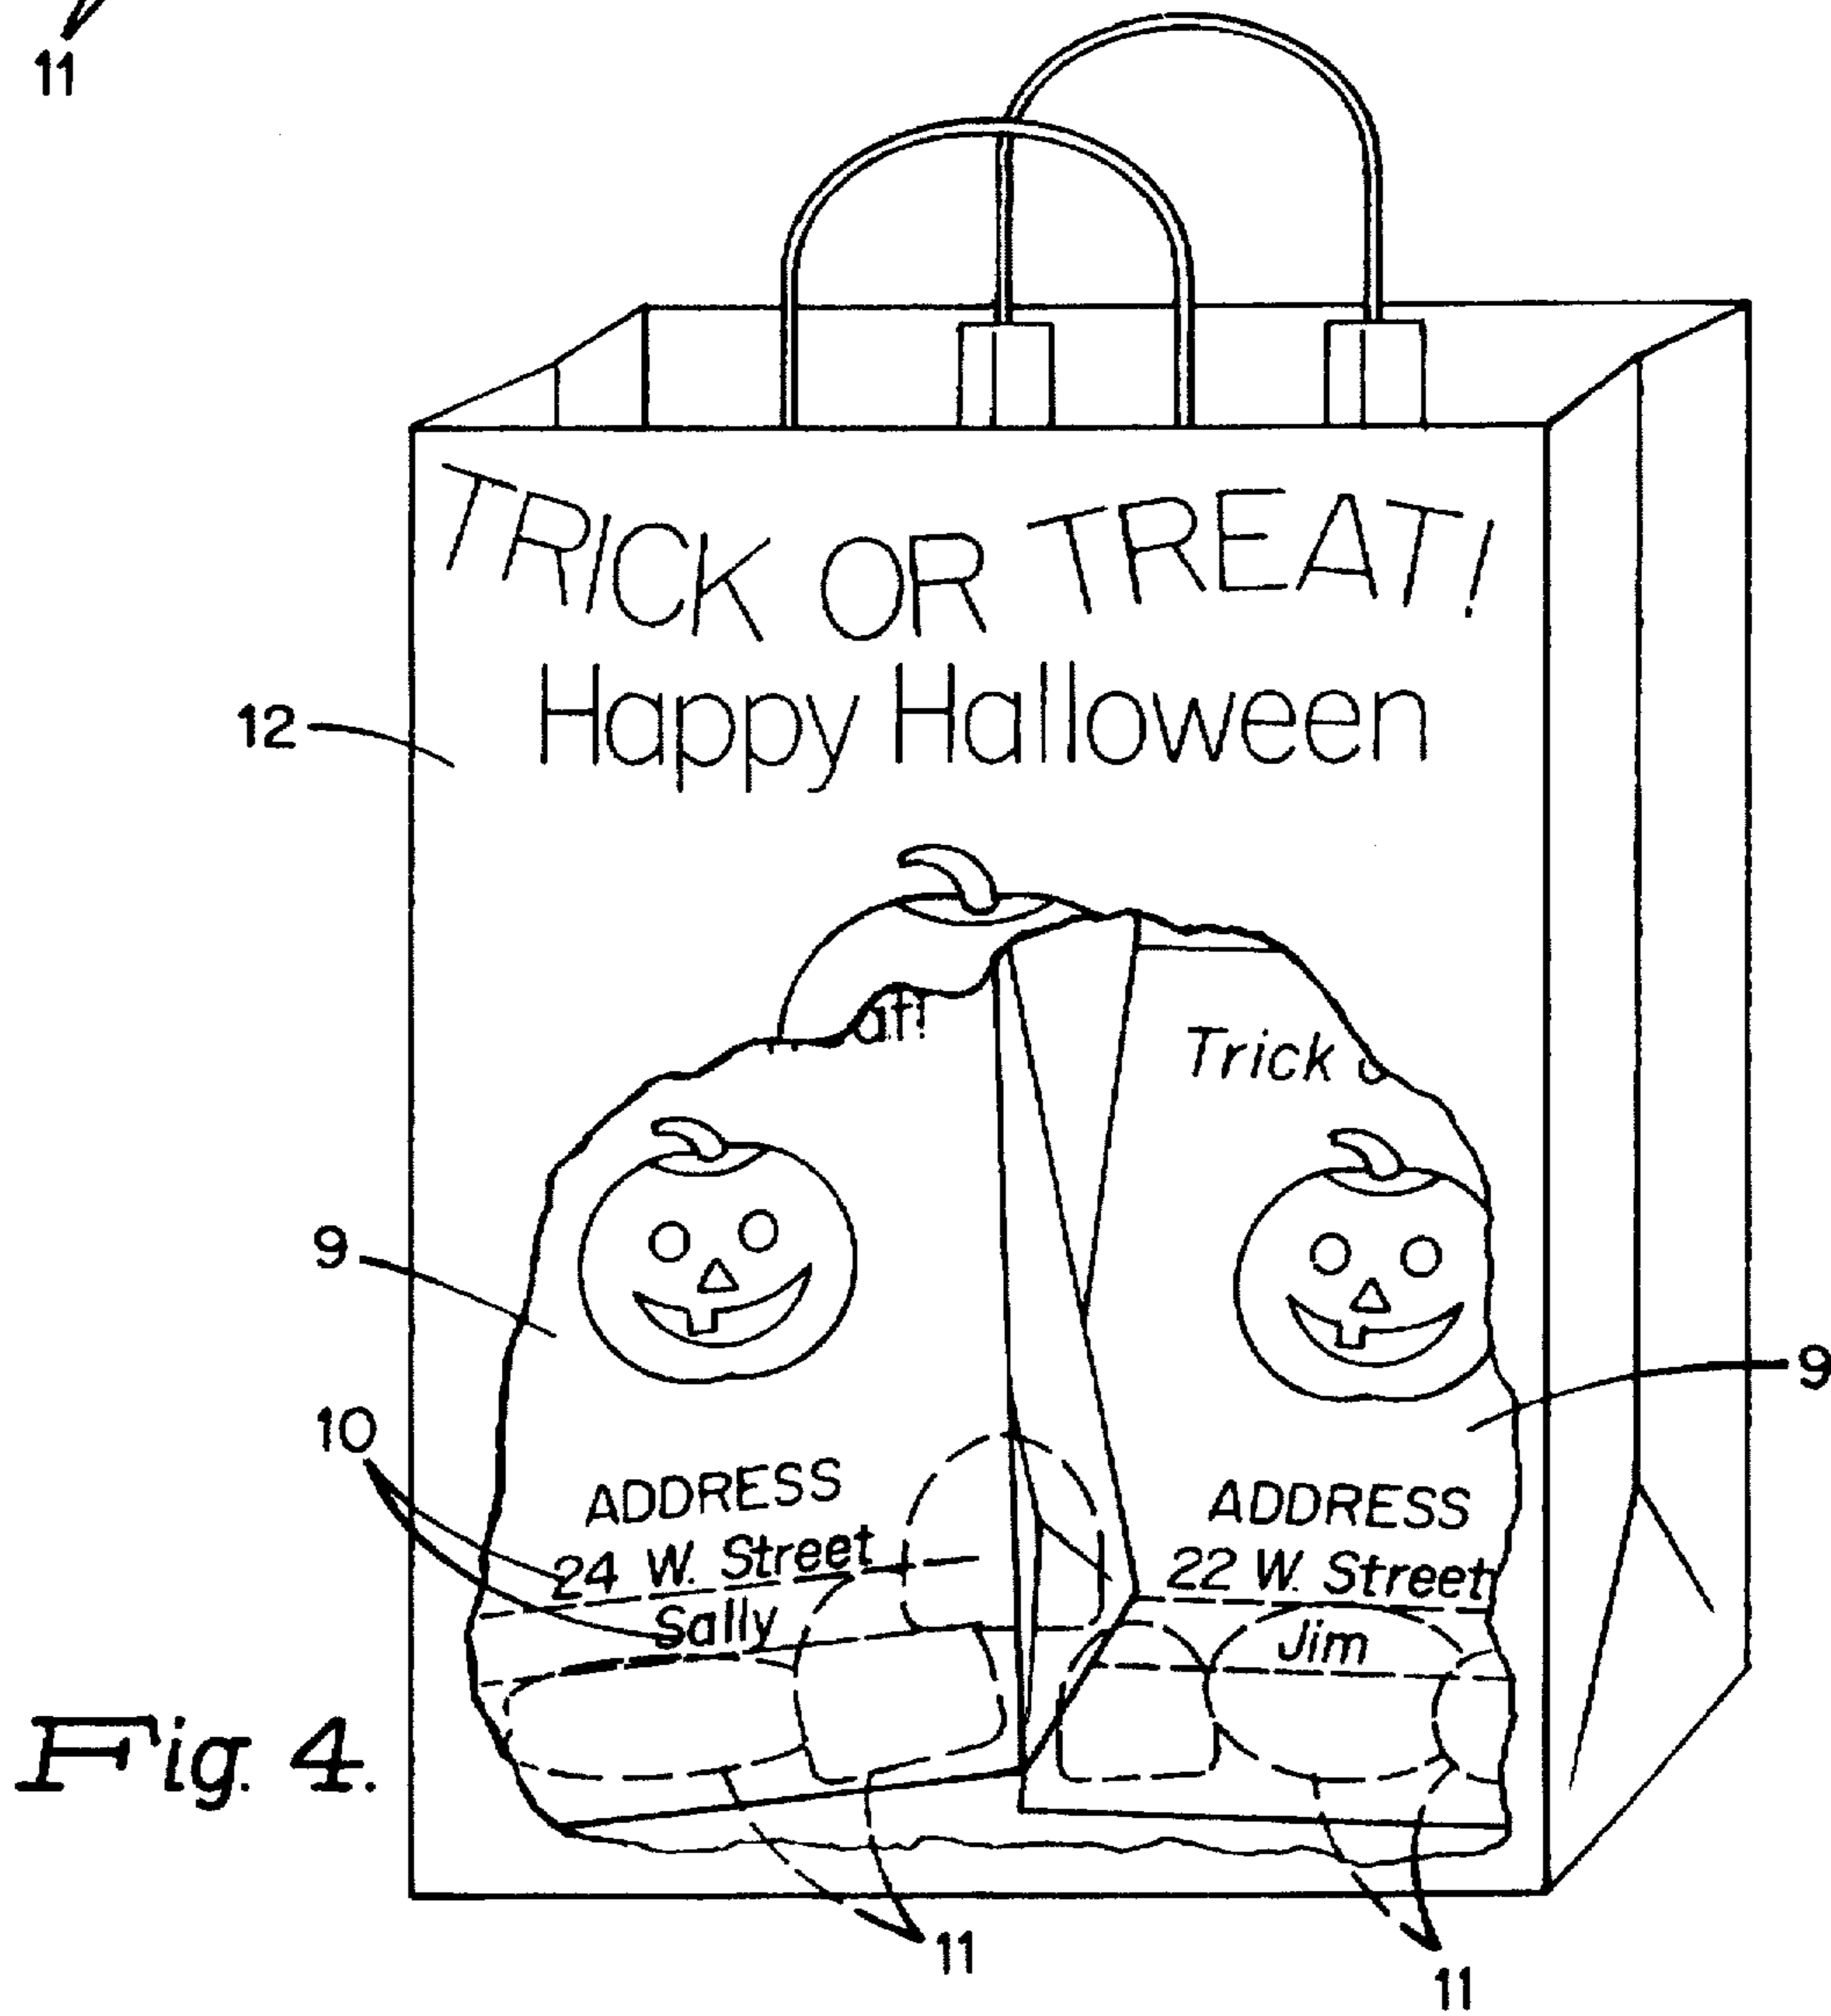 11
TRICK OR TREAT!
Happy Halloween
12
at!
Trick
9
9
10
ADDRESS
24 W. Street
Sally
ADDRESS
22 W. Street
Jim
Fig. 4.
11
11